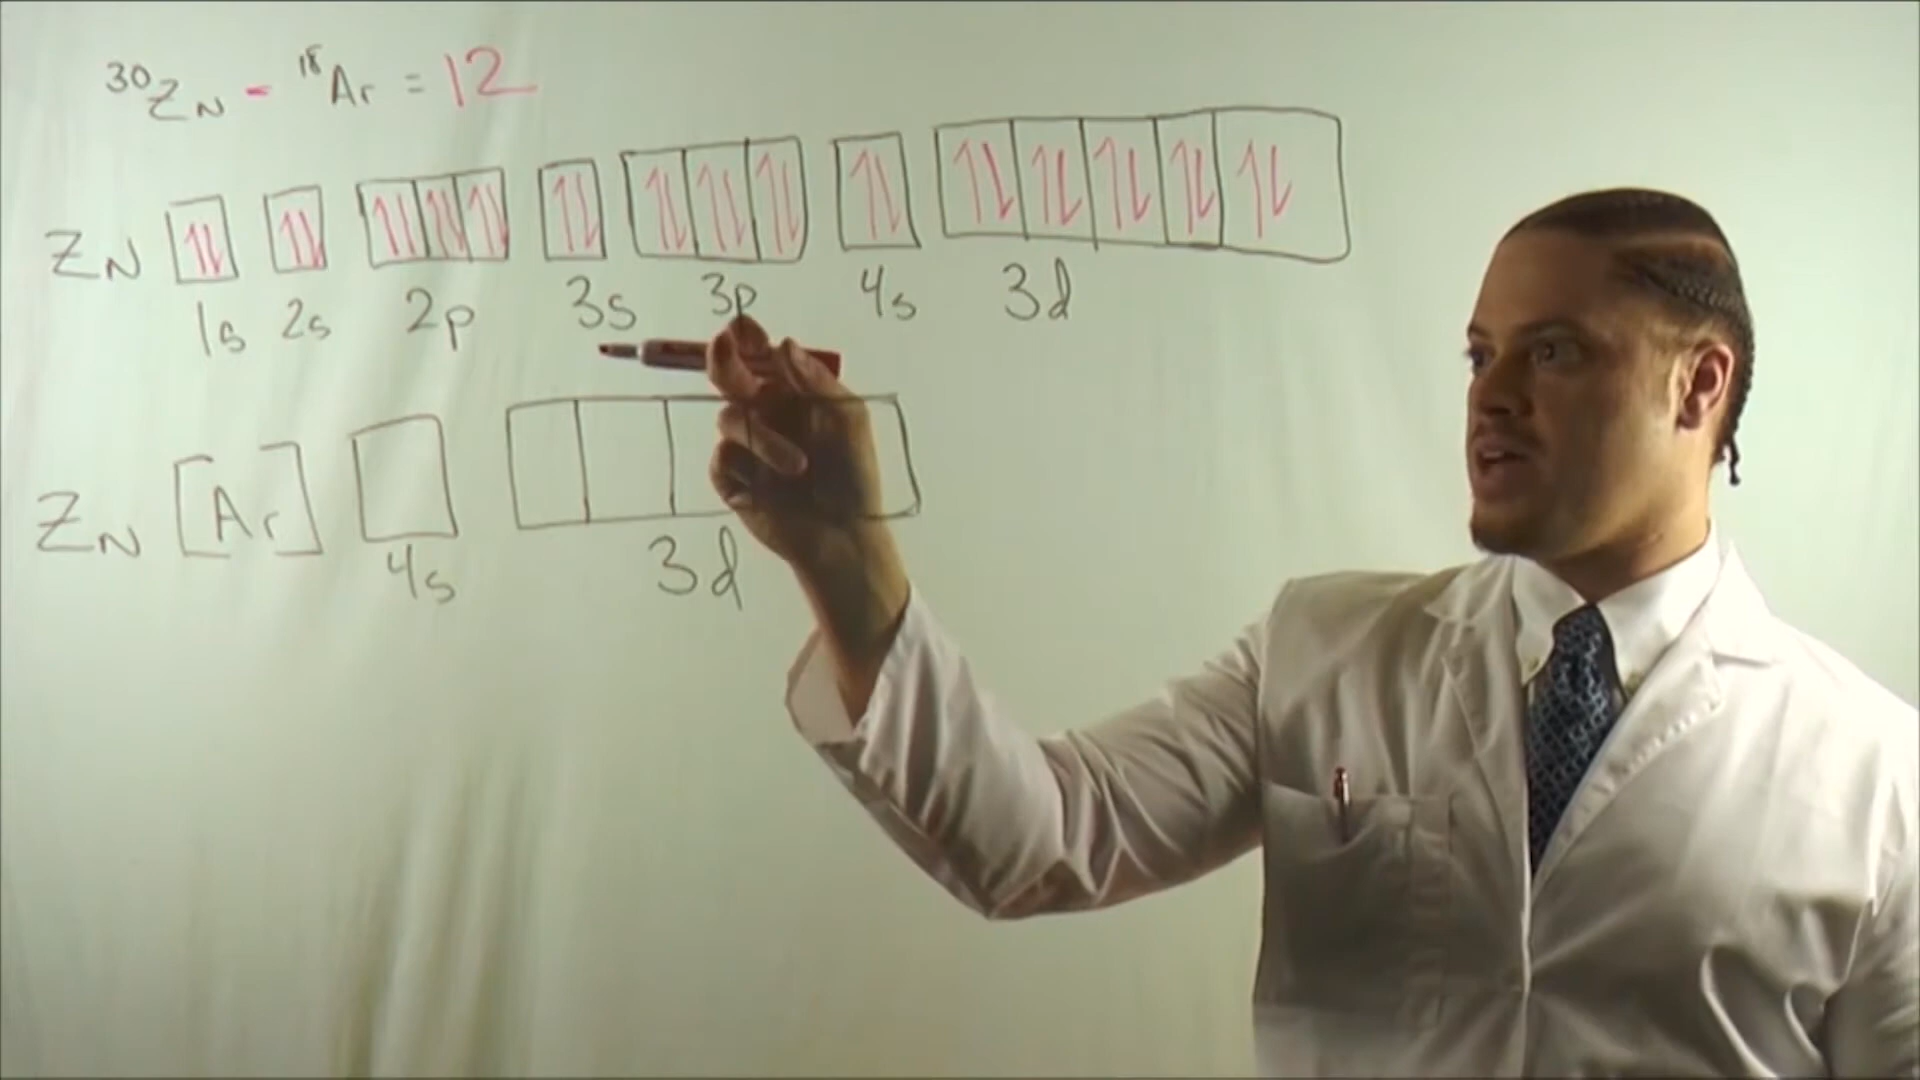 ³⁰ZN - ¹⁸Ar = 12
ZN 1s 2s 2p 3s 3p 4s 3d
ZN [Ar] 4s 3d